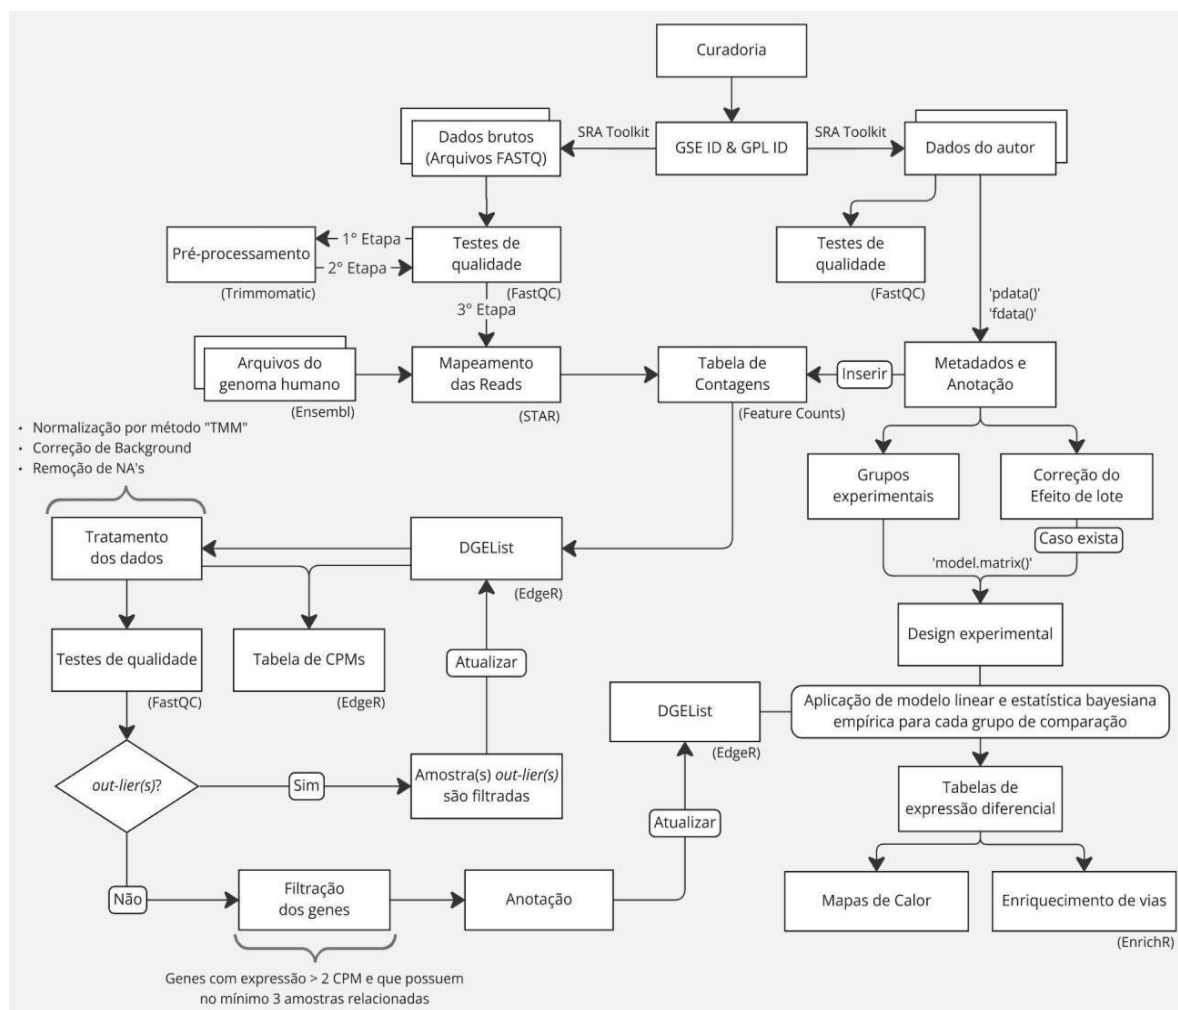 Curadoria
SRA Toolkit
SRA Toolkit
Dados brutos
(Arquivos FASTQ)
GSE ID & GPL ID
Dados do autor
Pré-processamento
(Trimmomatic)
1° Etapa
2° Etapa
Testes de
qualidade
(FastQC)
3° Etapa
Testes de
qualidade
(FastQC)
'pdata()'
'fdata()'
Arquivos do
genoma humano
(Ensembl)
Mapeamento
das Reads
(STAR)
Tabela de
Contagens
(Feature Counts)
Inserir
Metadados e
Anotação
• Normalização por método "TMM"
• Correção de Background
• Remoção de NA's
Grupos
experimentais
Correção do
Efeito de lote
Caso exista
'model.matrix()'
Tratamento
dos dados
DGEList
(EdgeR)
Design experimental
Testes de qualidade
(FastQC)
Tabela de CPMs
(EdgeR)
Atualizar
DGEList
(EdgeR)
Aplicação de modelo linear e estatística bayesiana
empírica para cada grupo de comparação
out-lier(s)?
Sim
Amostra(s) out-lier(s)
são filtradas
Atualizar
Tabelas de
expressão diferencial
Não
Filtração
dos genes
Anotação
Mapas de Calor
Enriquecimento de vias
(EnrichR)
Genes com expressão > 2 CPM e que possuem
no mínimo 3 amostras relacionadas